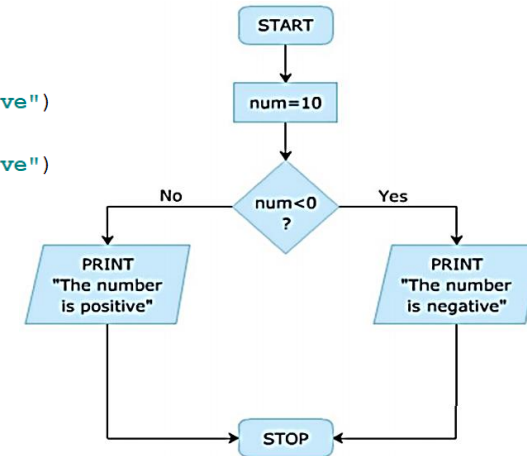 START
ve")
num=10
ve")
No
num<0
?
Yes
PRINT
"The number
is positive"
PRINT
"The number
is negative"
STOP